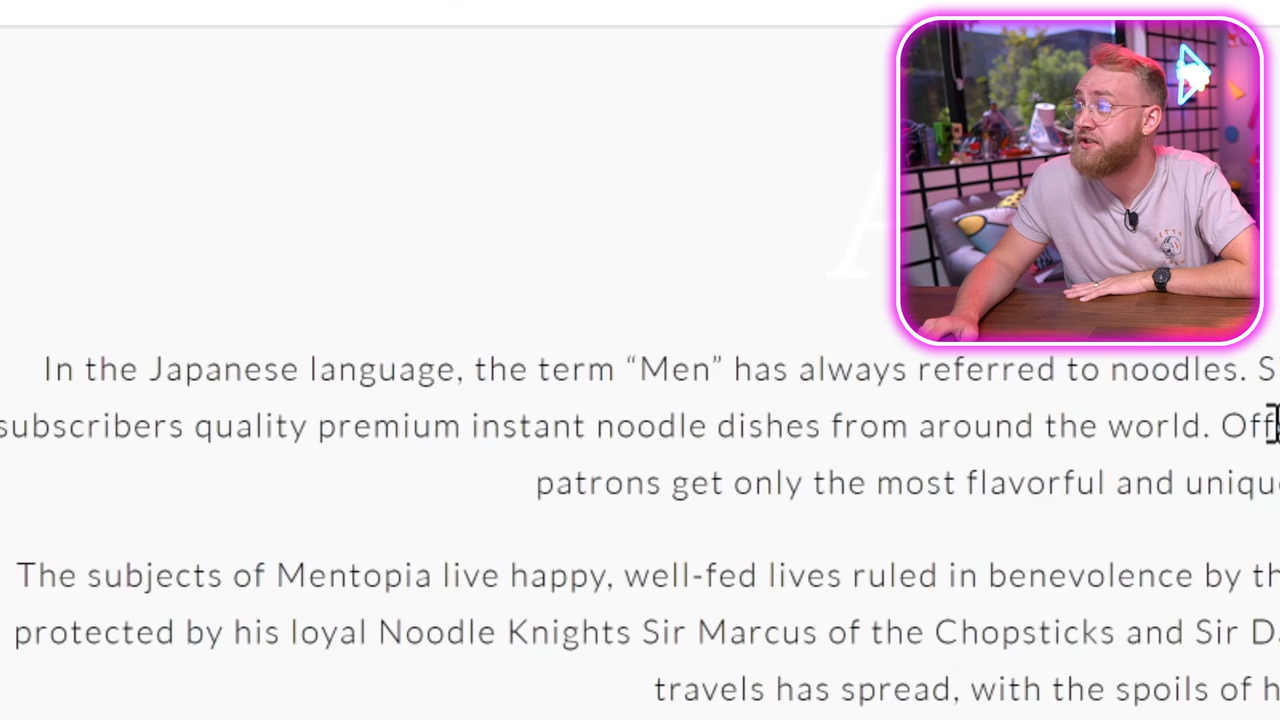 In the Japanese language, the term “Men” has always referred to noodles. S
subscribers quality premium instant noodle dishes from around the world. Off
patrons get only the most flavorful and uniqu
The subjects of Mentopia live happy, well-fed lives ruled in benevolence by th
protected by his loyal Noodle Knights Sir Marcus of the Chopsticks and Sir D
travels has spread, with the spoils of h